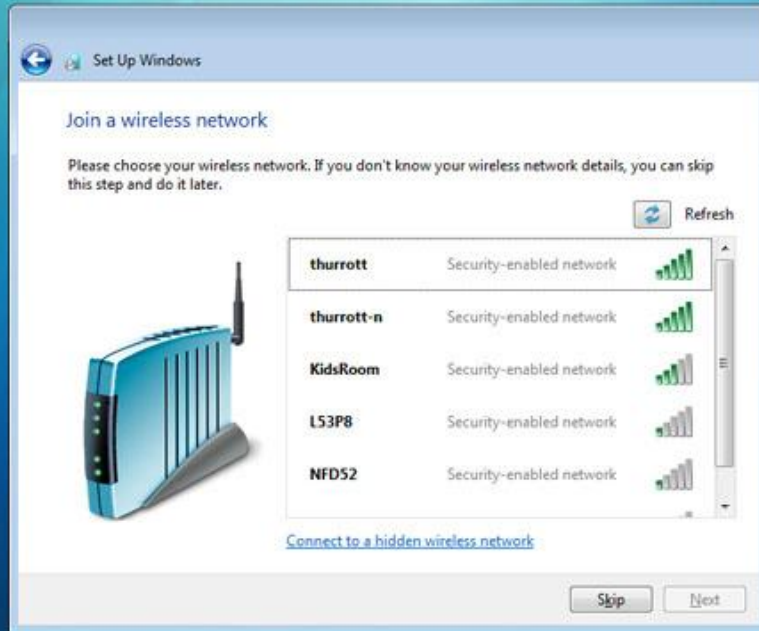 Set Up Windows
Join a wireless network
Please choose your wireless network. If you don't know your wireless network details, you can skip
this step and do it later.
Refresh
thurrott Security-enabled network
thurrott-n Security-enabled network
KidsRoom Security-enabled network
L53P8 Security-enabled network
NFD52 Security-enabled network
Connect to a hidden wireless network
Skip Next